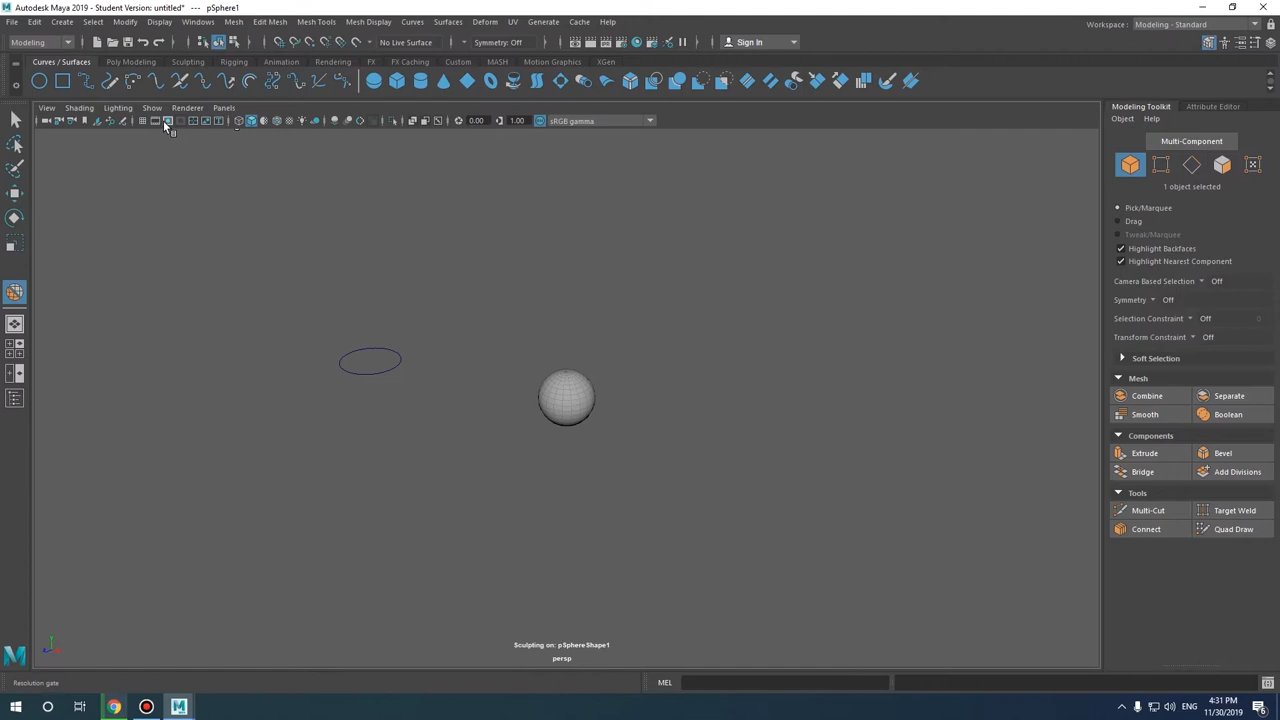 Autodesk Maya 2019 - Student Version: untitled*   ---   pSphere1
File Edit Create Select Modify Display Windows Mesh Edit Mesh Mesh Tools Mesh Display Curves Surfaces Deform UV Generate Cache Help
Workspace : Modeling - Standard
Modeling No Live Surface Symmetry: Off Sign In
Curves / Surfaces Poly Modeling Sculpting Rigging Animation Rendering FX FX Caching Custom MASH Motion Graphics XGen
View Shading Lighting Show Renderer Panels
0.00 1.00 sRGB gamma
Modeling Toolkit Attribute Editor
Object Help
Multi-Component
1 object selected
Pick/Marquee
Drag
Tweak/Marquee
Highlight Backfaces
Highlight Nearest Component
Camera Based Selection Off
Symmetry Off
Selection Constraint Off 0
Transform Constraint Off
Soft Selection
Mesh
Combine Separate
Smooth Boolean
Components
Extrude Bevel
Bridge Add Divisions
Tools
Multi-Cut Target Weld
Connect Quad Draw
Sculpting on: pSphereShape1
persp
Resolution gate MEL
ENG 4:31 PM
11/30/2019